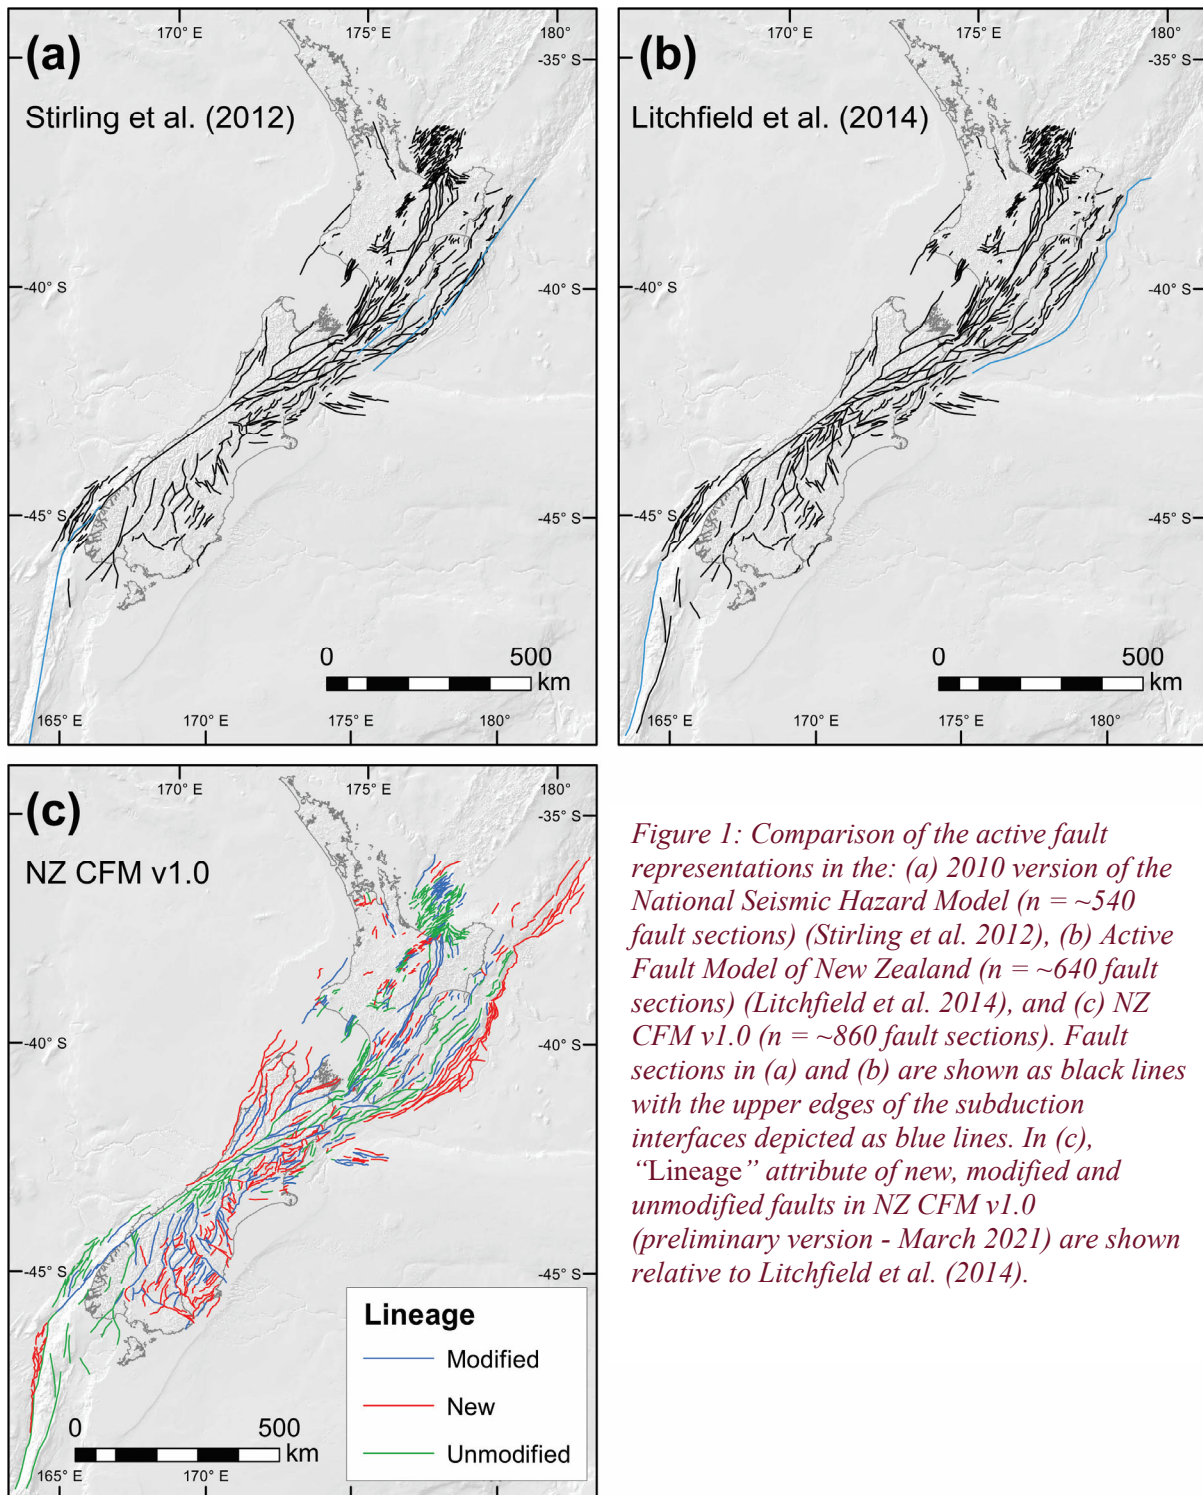 170° E
175° E
180° E
(a)
-35° S
Stirling et al. (2012)
-40° S
-45° S
0
500
km
165° E
170° E
175° E
180°
170° E
175° E
180° E
(b)
-35° S
Litchfield et al. (2014)
-40° S
-45° S
0
500
km
165° E
170° E
175° E
180°
170° E
175° E
180° E
(c)
-35° S
NZ CFM v1.0
-40° S
-40° S
-45° S
-45° S
Lineage
Modified
New
Unmodified
0
500
km
165° E
170° E
Figure 1: Comparison of the active fault
representations in the: (a) 2010 version of the
National Seismic Hazard Model (n = ~540
fault sections) (Stirling et al. 2012), (b) Active
Fault Model of New Zealand (n = ~640 fault
sections) (Litchfield et al. 2014), and (c) NZ
CFM v1.0 (n = ~860 fault sections). Fault
sections in (a) and (b) are shown as black lines
with the upper edges of the subduction
interfaces depicted as blue lines. In (c),
“Lineage” attribute of new, modified and
unmodified faults in NZ CFM v1.0
(preliminary version - March 2021) are shown
relative to Litchfield et al. (2014).